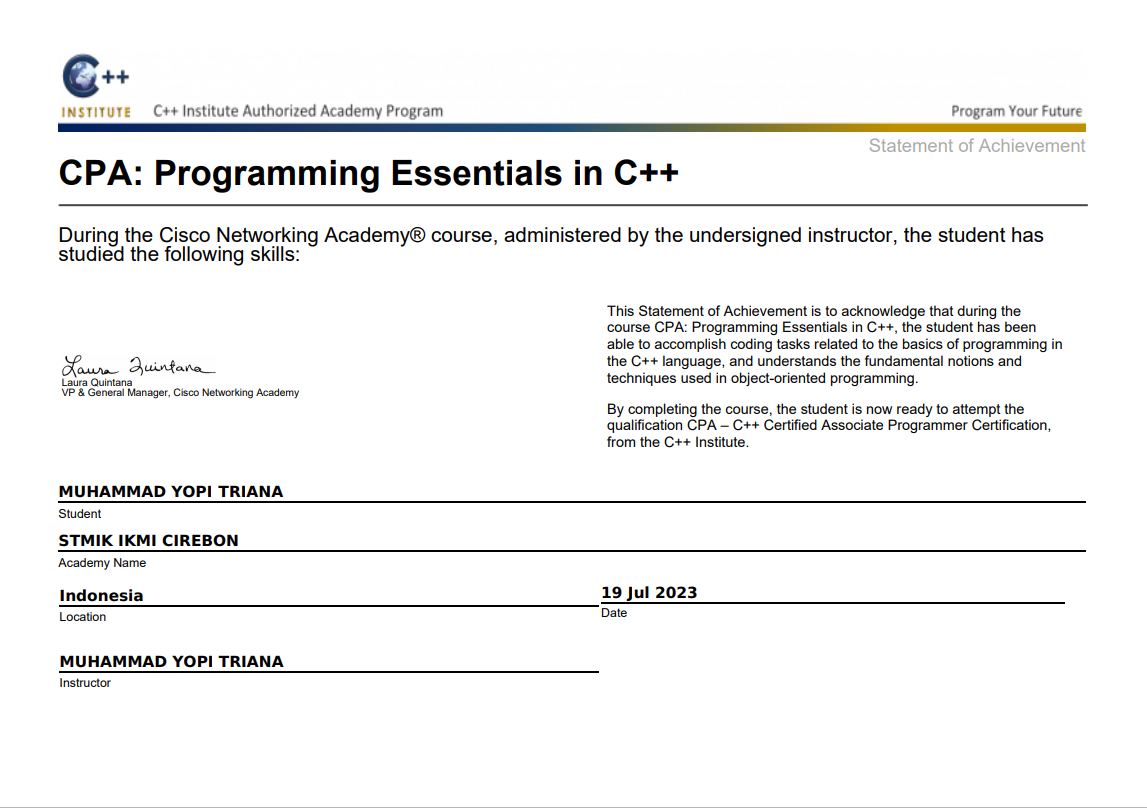 C++
INSTITUTE
C++ Institute Authorized Academy Program
Program Your Future
Statement of Achievement
CPA: Programming Essentials in C++
During the Cisco Networking Academy® course, administered by the undersigned instructor, the student has
studied the following skills:
This Statement of Achievement is to acknowledge that during the
course CPA: Programming Essentials in C++, the student has been
able to accomplish coding tasks related to the basics of programming in
the C++ language, and understands the fundamental notions and
techniques used in object-oriented programming.
By completing the course, the student is now ready to attempt the
qualification CPA – C++ Certified Associate Programmer Certification,
from the C++ Institute.
Laura Quintana
Laura Quintana
VP & General Manager, Cisco Networking Academy
MUHAMMAD YOPI TRIANA
Student
STMIK IKMI CIREBON
Academy Name
Indonesia
Location
19 Jul 2023
Date
MUHAMMAD YOPI TRIANA
Instructor